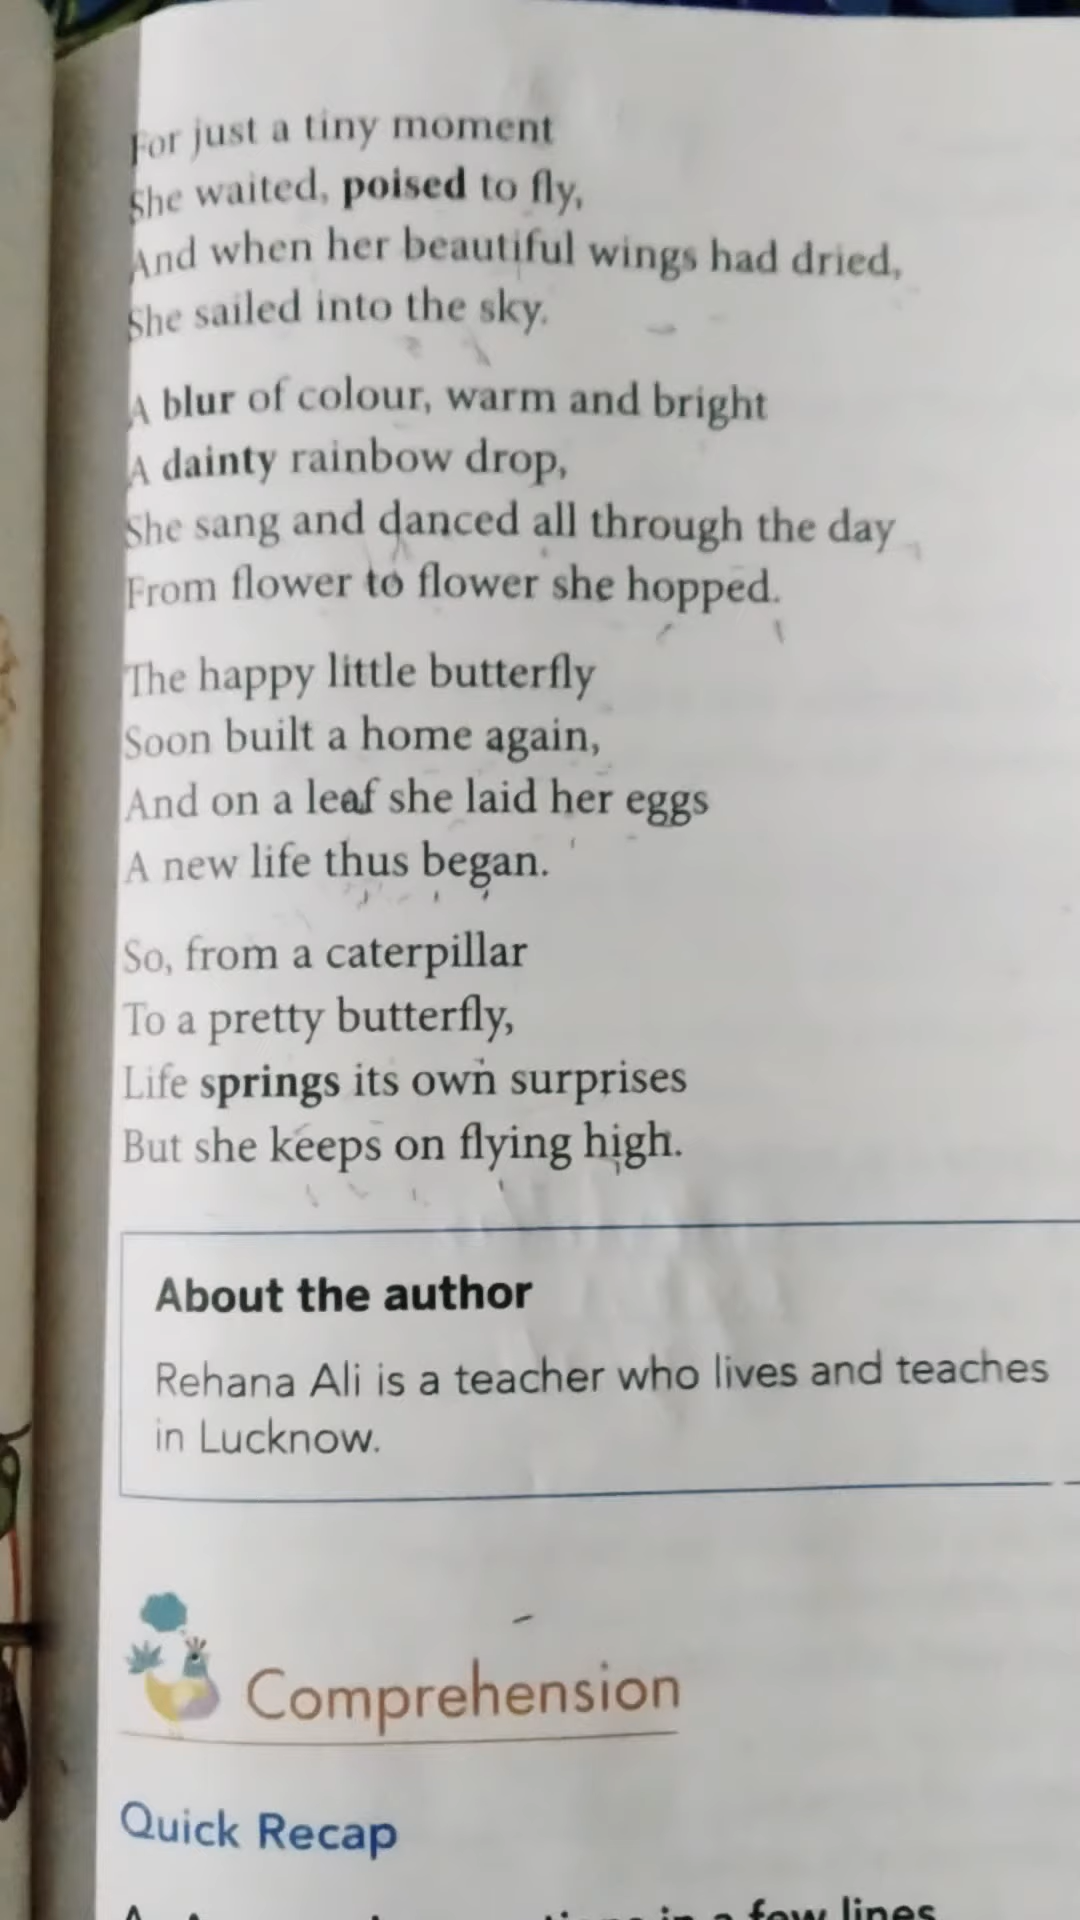 For just a tiny moment
She waited, poised to fly,
And when her beautiful wings had dried,
She sailed into the sky.
A blur of colour, warm and bright
A dainty rainbow drop,
She sang and danced all through the day
From flower to flower she hopped.
The happy little butterfly
Soon built a home again,
And on a leaf she laid her eggs
A new life thus began.
So, from a caterpillar
To a pretty butterfly,
Life springs its own surprises
But she keeps on flying high.
About the author
Rehana Ali is a teacher who lives and teaches
in Lucknow.
Comprehension
Quick Recap
in a few lines